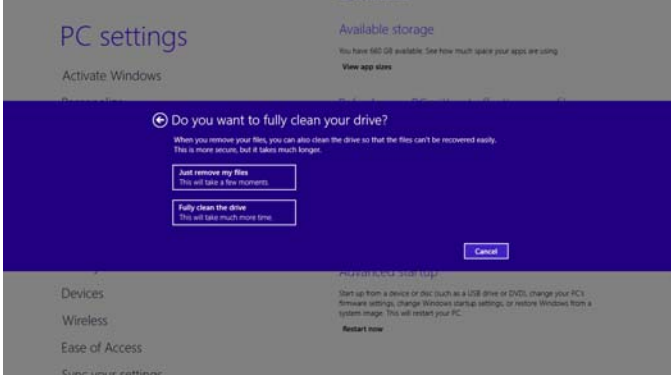 PC settings
Activate Windows
Available storage
You have 682 GB available. See how much space your apps are using.
View app sizes
Do you want to fully clean your drive?
When you remove your files, you can also clean the drive so that the files can't be recovered easily.
This is more secure, but it takes much longer.
Just remove my files
This will take a few moments.
Fully clean the drive
This will take much more time.
Cancel
Devices
Wireless
Ease of Access
Sync your settings
Advanced startup
Start up from a device or disc (such as a USB drive or DVD), change your PC's
firmware settings, change Windows startup settings, or restore Windows from a
system image. This will restart your PC.
Restart now